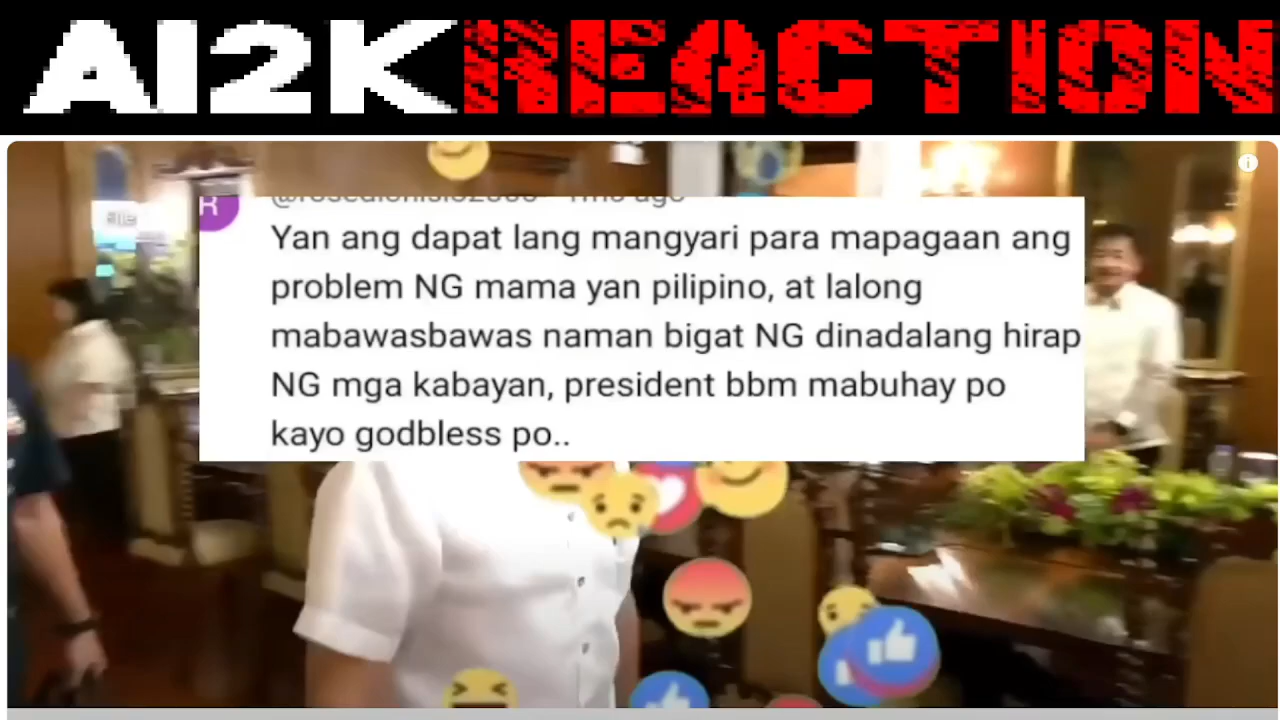 AI2K REACTION
Yan ang dapat lang mangyari para mapagaan ang
problem NG mama yan pilipino, at lalong
mabawasbawas naman bigat NG dinadalang hirap
NG mga kabayan, president bbm mabuhay po
kayo godbless po..